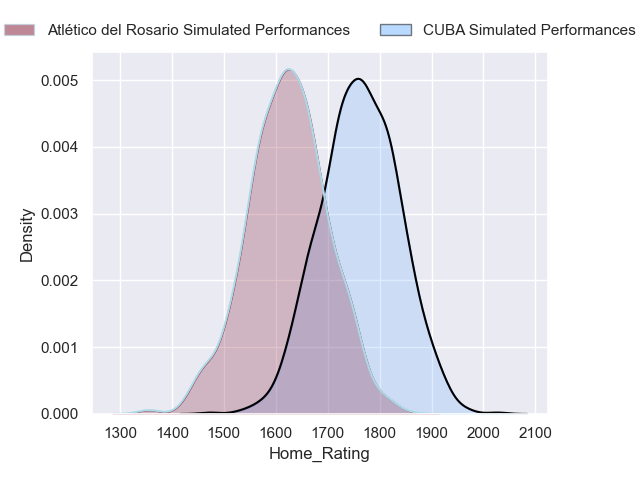 Atlético del Rosario Simulated Performances CUBA Simulated Performances
0.005
0.004
0.003
0.002
0.001
0.000
Density
1300 1400 1500 1600 1700 1800 1900 2000 2100
Home_Rating